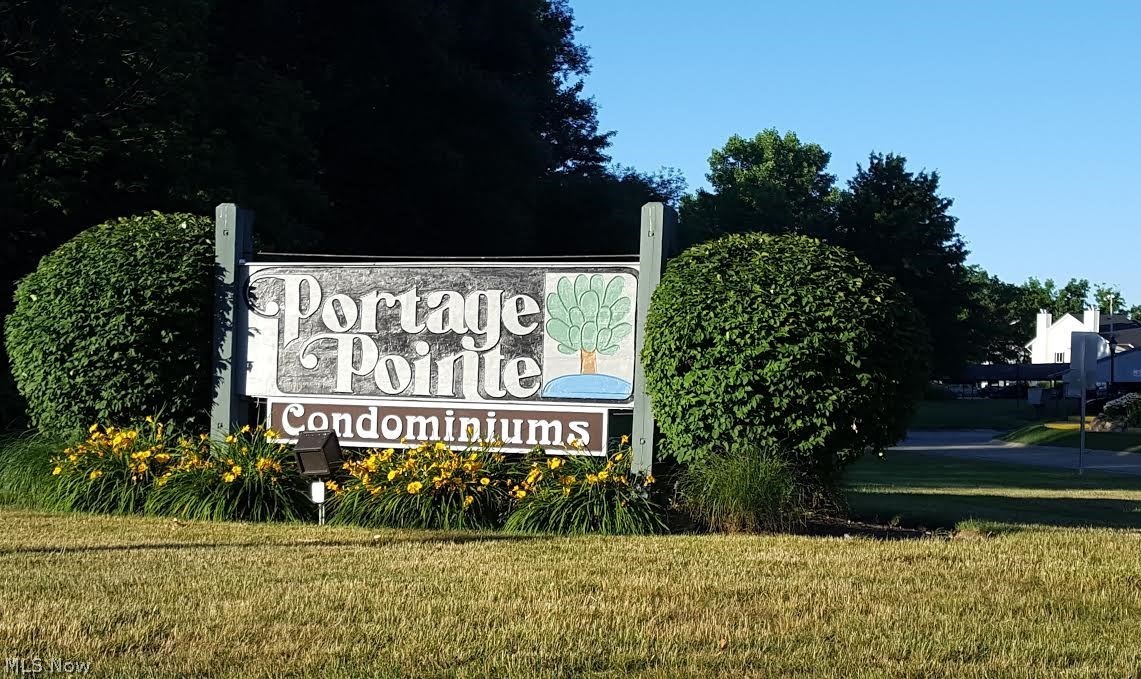 Portage
Pointe
Condominiums
MLS Now